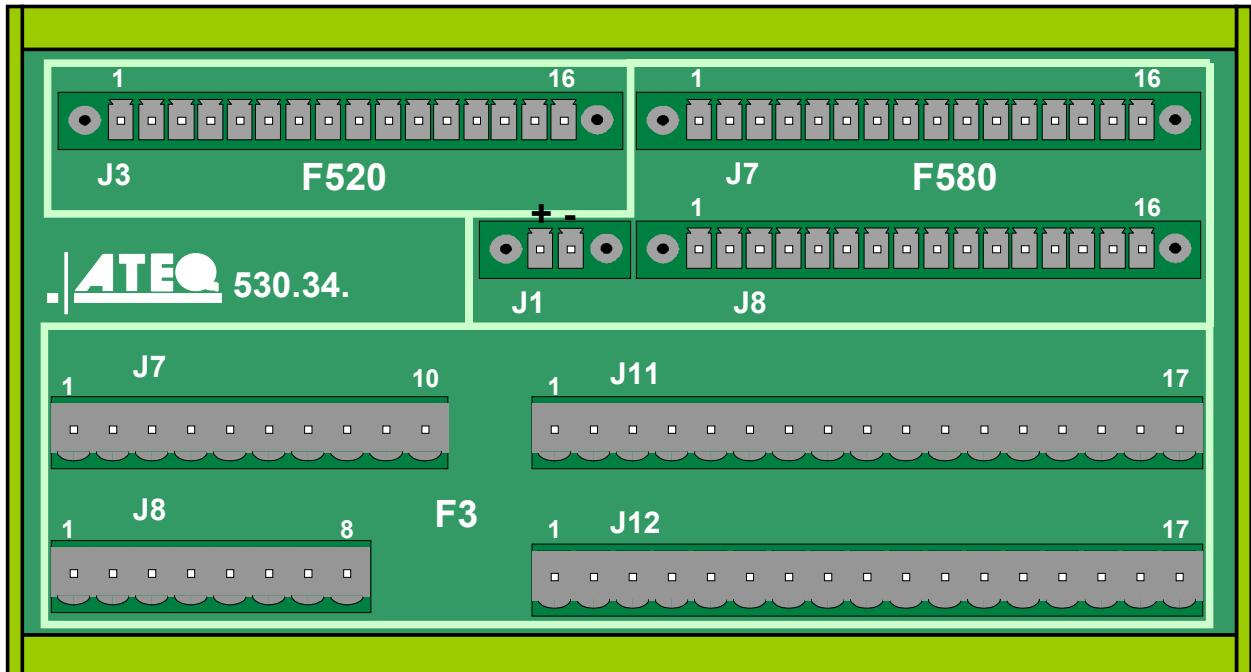 1 16
J3 F520
1 16
J7 F580
+ -
J1
1 16
J8
ATEQ 530.34.
J7
1 10
J11
1 17
J8
1 8
F3
J12
1 17